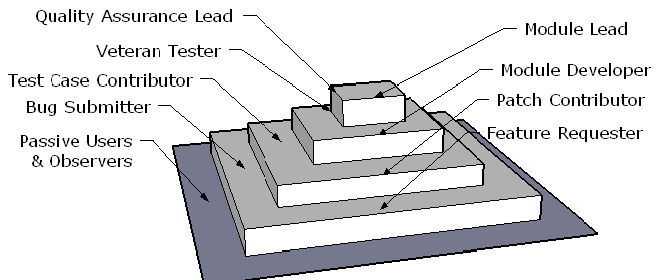 Quality Assurance Lead
Veteran Tester
Test Case Contributor
Bug Submitter
Passive Users
& Observers
Module Lead
Module Developer
Patch Contributor
Feature Requester